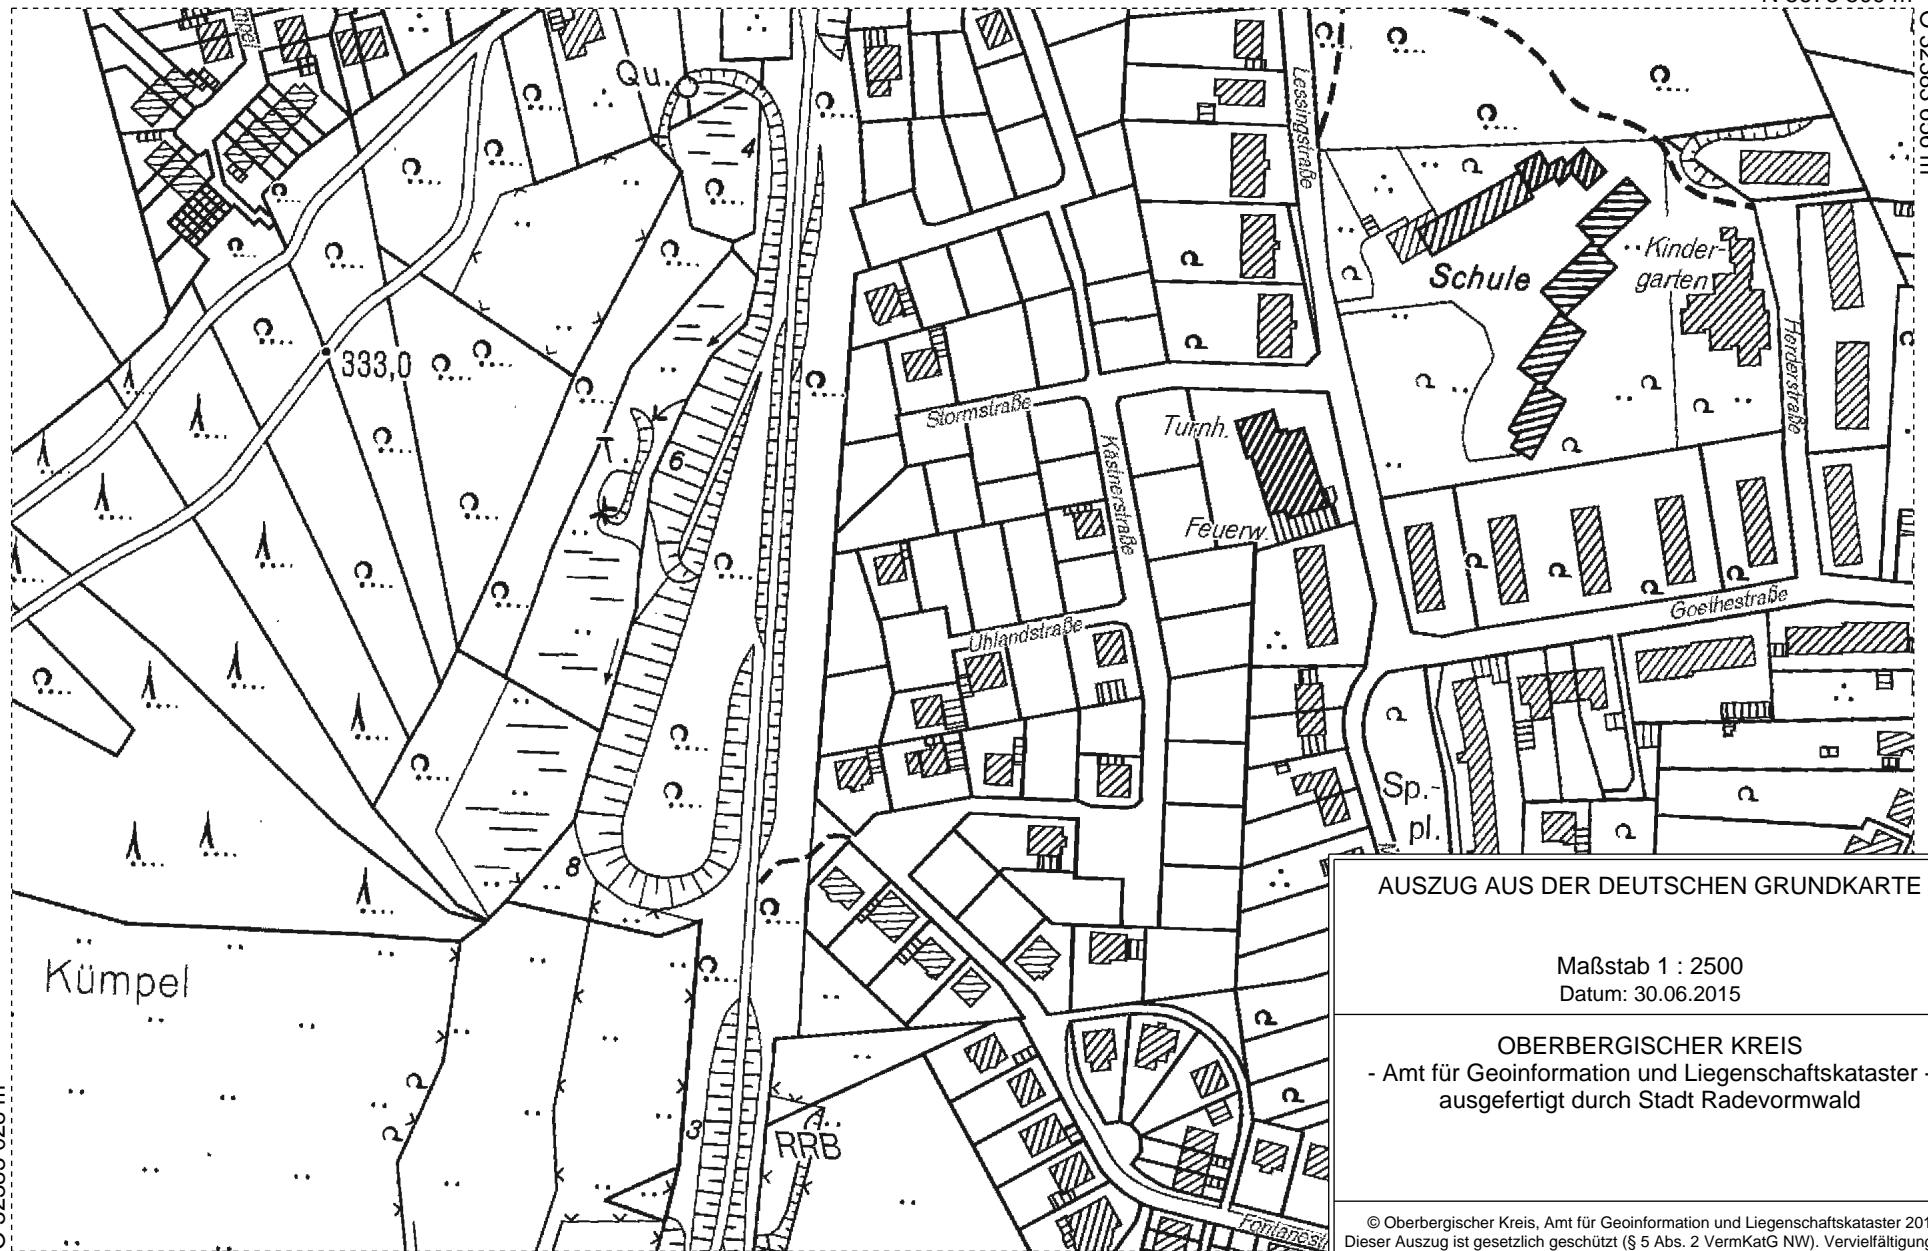 Qu.
4
Lessingstraße
Schule
Kinder-
garten
Herderstraße
333,0
Stormstraße
Turnh.
T.
6
Kästnerstraße
Feuerw.
Goethestraße
Uhlandstraße
Sp.-
pl.
8
Kümpel
3
RRB
AUSZUG AUS DER DEUTSCHEN GRUNDKARTE
Maßstab 1 : 2500
Datum: 30.06.2015
OBERBERGISCHER KREIS
- Amt für Geoinformation und Liegenschaftskataster -
ausgefertigt durch Stadt Radevormwald
© Oberbergischer Kreis, Amt für Geoinformation und Liegenschaftskataster
Dieser Auszug ist gesetzlich geschützt (§ 5 Abs. 2 VermKatG NW).